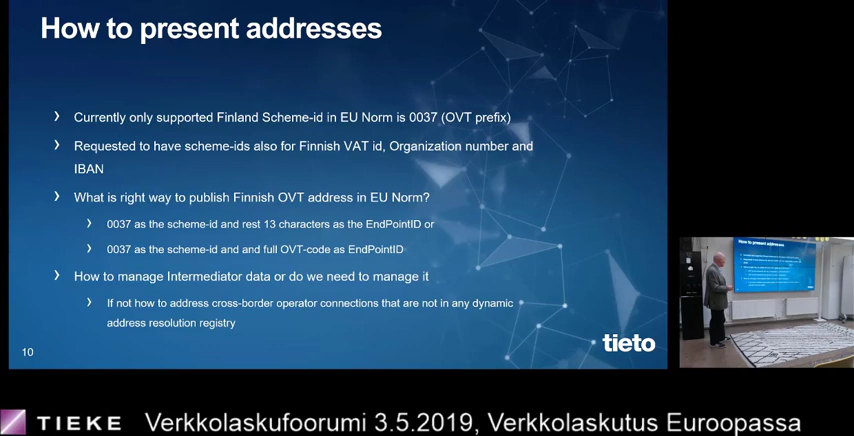 How to present addresses
Currently only supported Finland Scheme-id in EU Norm is 0037 (OVT prefix)
Requested to have scheme-ids also for Finnish VAT id, Organization number and
IBAN
What is right way to publish Finnish OVT address in EU Norm?
0037 as the scheme-id and rest 13 characters as the EndPointID or
0037 as the scheme-id and and full OVT-code as EndPointID
How to manage Intermediator data or do we need to manage it
If not how to address cross-border operator connections that are not in any dynamic
address resolution registry
10
tieto
How to present addresses
TIEKE Verkkolaskufoorumi 3.5.2019, Verkkolaskutus Euroopassa